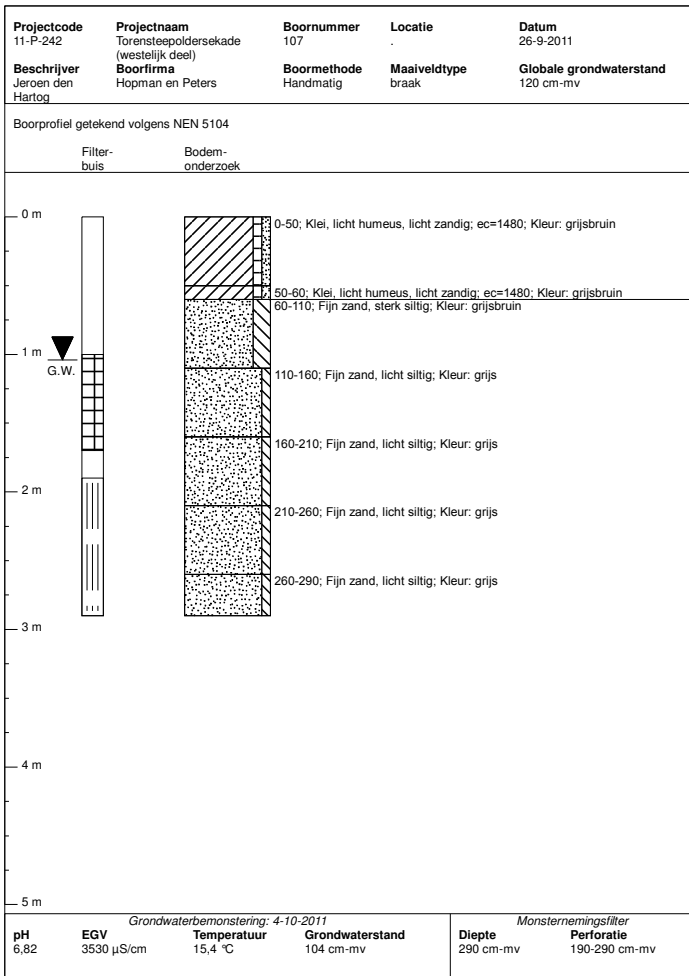 Projectcode Projectnaam Boornummer Locatie Datum
11-P-242 Torensteepoldersekade 107 . 26-9-2011
(westelijk deel)
Beschrijver Boorfirma Boormethode Maaiveldtype Globale grondwaterstand
Jeroen den Hopman en Peters Handmatig braak 120 cm-mv
Hartog
Boorprofiel getekend volgens NEN 5104
Filter- Bodem-
buis onderzoek
0 m
0-50; Klei, licht humeus, licht zandig; ec=1480; Kleur: grijsbruin
50-60; Klei, licht humeus, licht zandig; ec=1480; Kleur: grijsbruin
60-110; Fijn zand, sterk siltig; Kleur: grijsbruin
1 m
G.W.
110-160; Fijn zand, licht siltig; Kleur: grijs
160-210; Fijn zand, licht siltig; Kleur: grijs
2 m
210-260; Fijn zand, licht siltig; Kleur: grijs
260-290; Fijn zand, licht siltig; Kleur: grijs
3 m
4 m
5 m
Grondwaterbemonstering: 4-10-2011 Monsternemingsfilter
pH EGV Temperatuur Grondwaterstand Diepte Perforatie
6,82 3530 µS/cm 15,4 °C 104 cm-mv 290 cm-mv 190-290 cm-mv